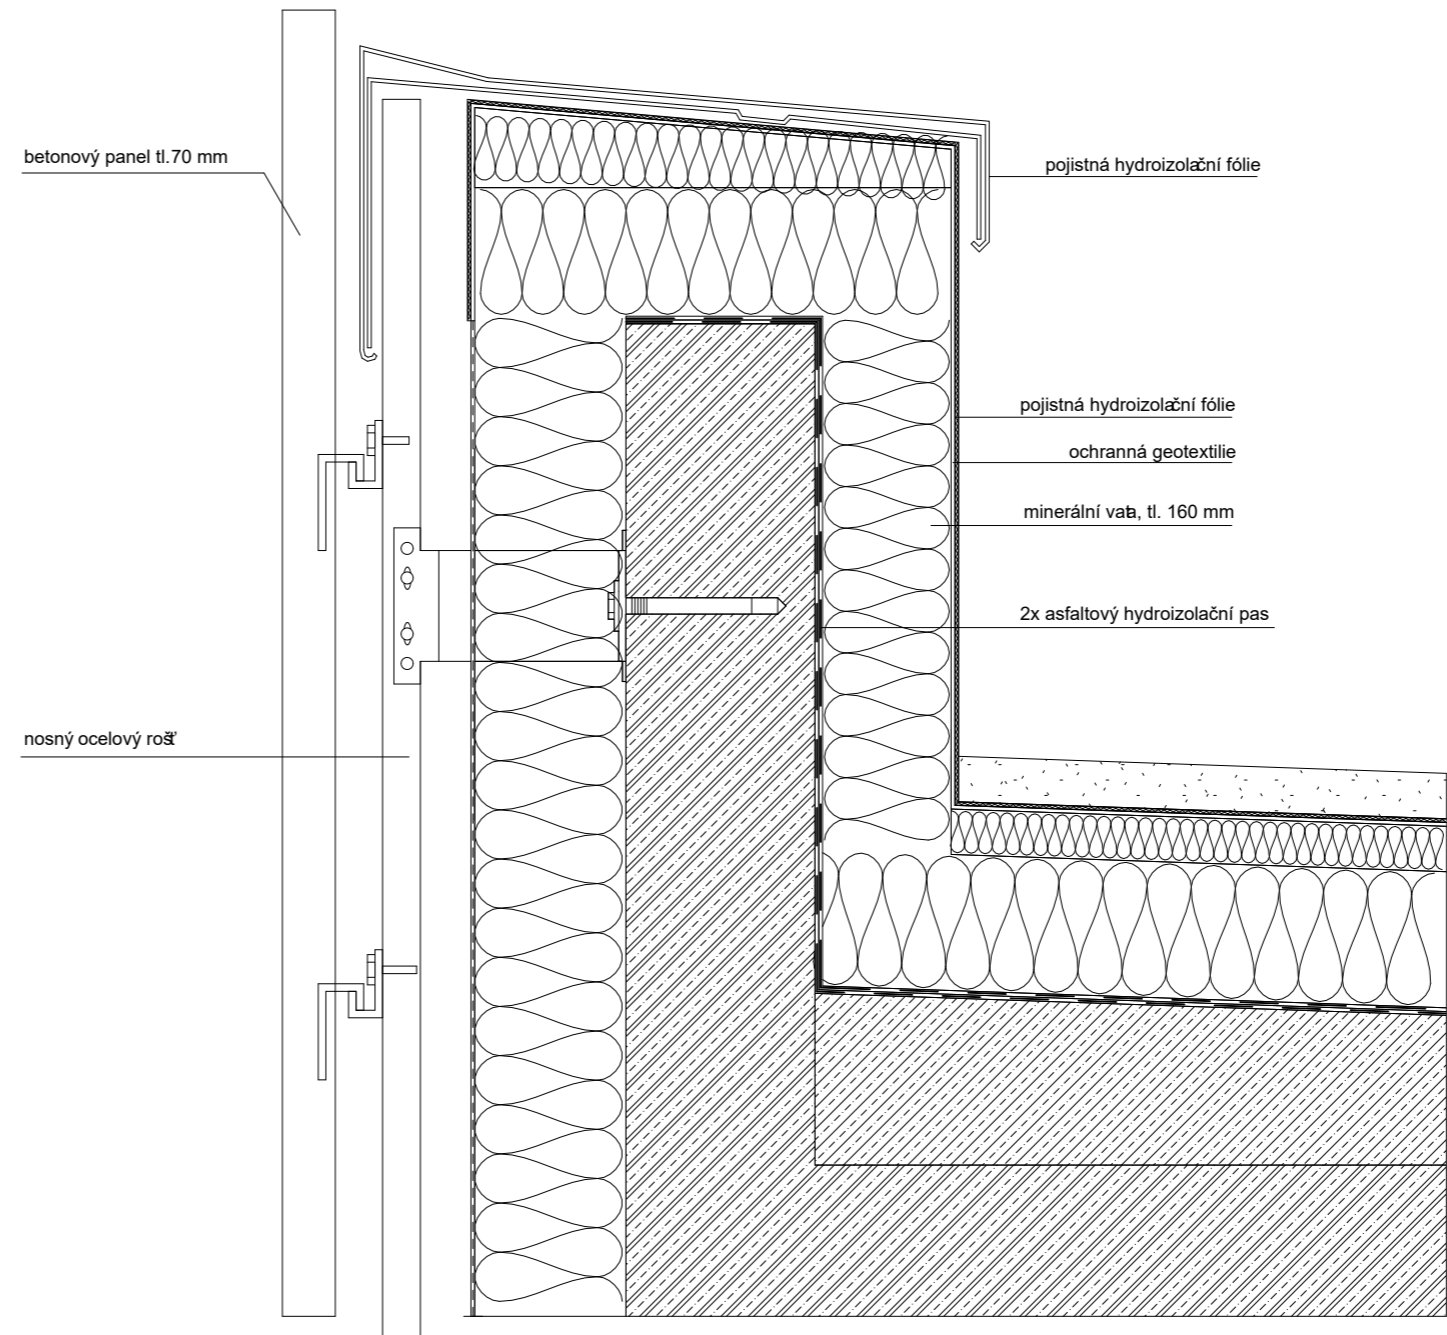 betonový panel tl.70 mm
pojistná hydroizolační fólie
pojistná hydroizolační fólie
ochranná geotextilie
minerální vata, tl. 160 mm
2x asfaltový hydroizolační pas
nosný ocelový rošť